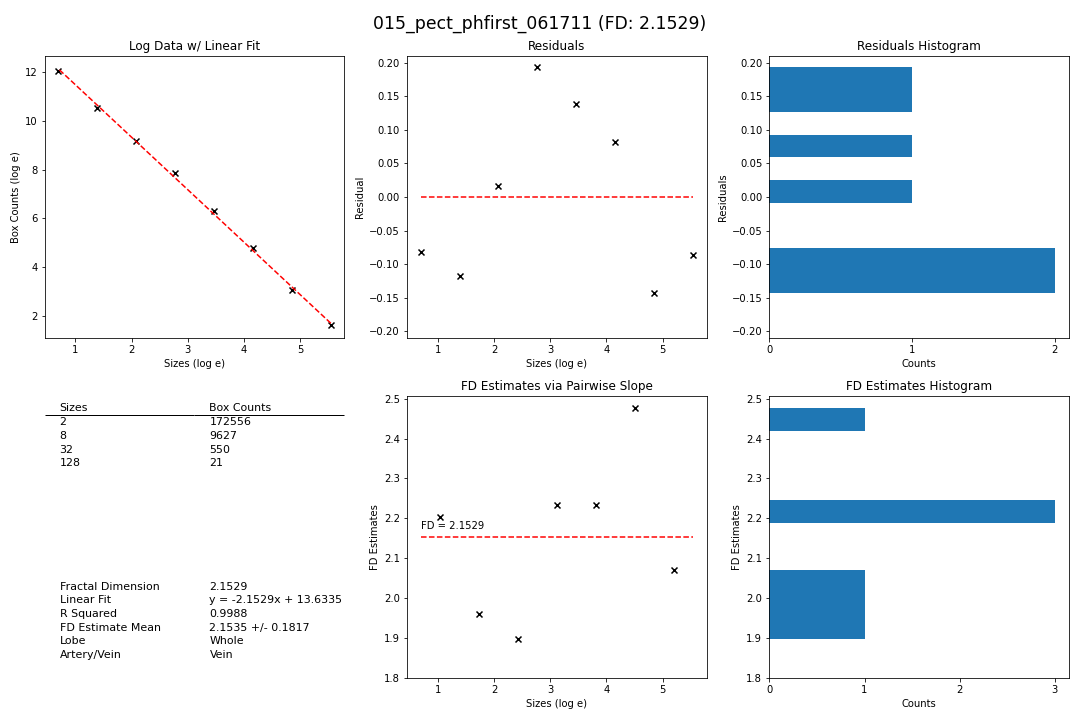 015_pect_phfirst_061711 (FD: 2.1529)
Log Data w/ Linear Fit
Box Counts (log e)
12
10
8
6
4
2
1 2 3 4 5
Sizes (log e)
Residuals
Residual
0.20
0.15
0.10
0.05
0.00
−0.05
−0.10
−0.15
−0.20
1 2 3 4 5
Sizes (log e)
Residuals Histogram
Residuals
0.20
0.15
0.10
0.05
0.00
−0.05
−0.10
−0.15
−0.20
0 1 2
Counts
Sizes Box Counts
2 172556
8 9627
32 550
128 21
Fractal Dimension 2.1529
Linear Fit y = -2.1529x + 13.6335
R Squared 0.9988
FD Estimate Mean 2.1535 +/- 0.1817
Lobe Whole
Artery/Vein Vein
FD Estimates via Pairwise Slope
FD Estimates
2.5
2.4
2.3
2.2
2.1
2.0
1.9
1.8
FD = 2.1529
1 2 3 4 5
Sizes (log e)
FD Estimates Histogram
FD Estimates
2.5
2.4
2.3
2.2
2.1
2.0
1.9
1.8
0 1 2 3
Counts